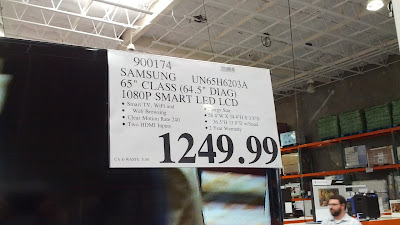 900174
SAMSUNG UN65H6203A
65" CLASS (64.5" DIAG)
1080P SMART LED LCD
• Smart TV, WiFi and
Web Browsing
• Clear Motion Rate 240
• Two HDMI Inputs
• 2 Year Warranty
1249.99